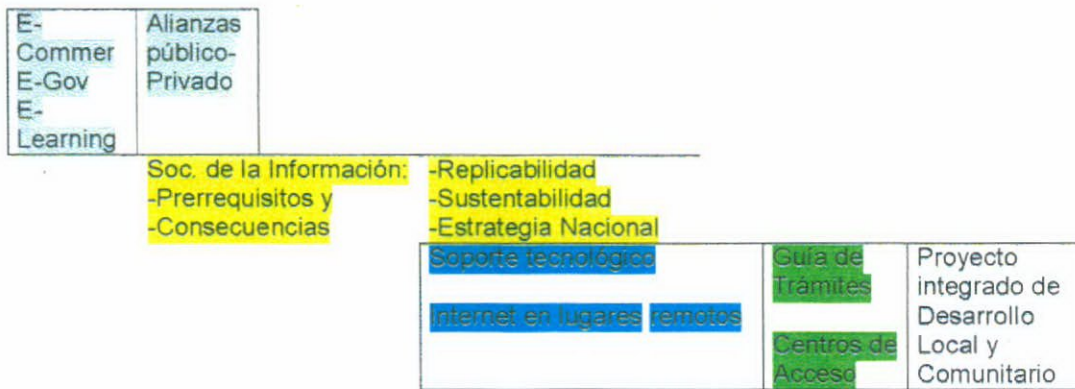 E-
Commer
E-Gov
E-
Learning
Alianzas
público-
Privado
Soc. de la Información:
-Prerrequisitos y
-Consecuencias
-Replicabilidad
-Sustentabilidad
-Estrategia Nacional
Soporte tecnológico
Internet en lugares remotos
Guía de
Trámites
Centros de
Acceso
Proyecto
integrado de
Desarrollo
Local y
Comunitario